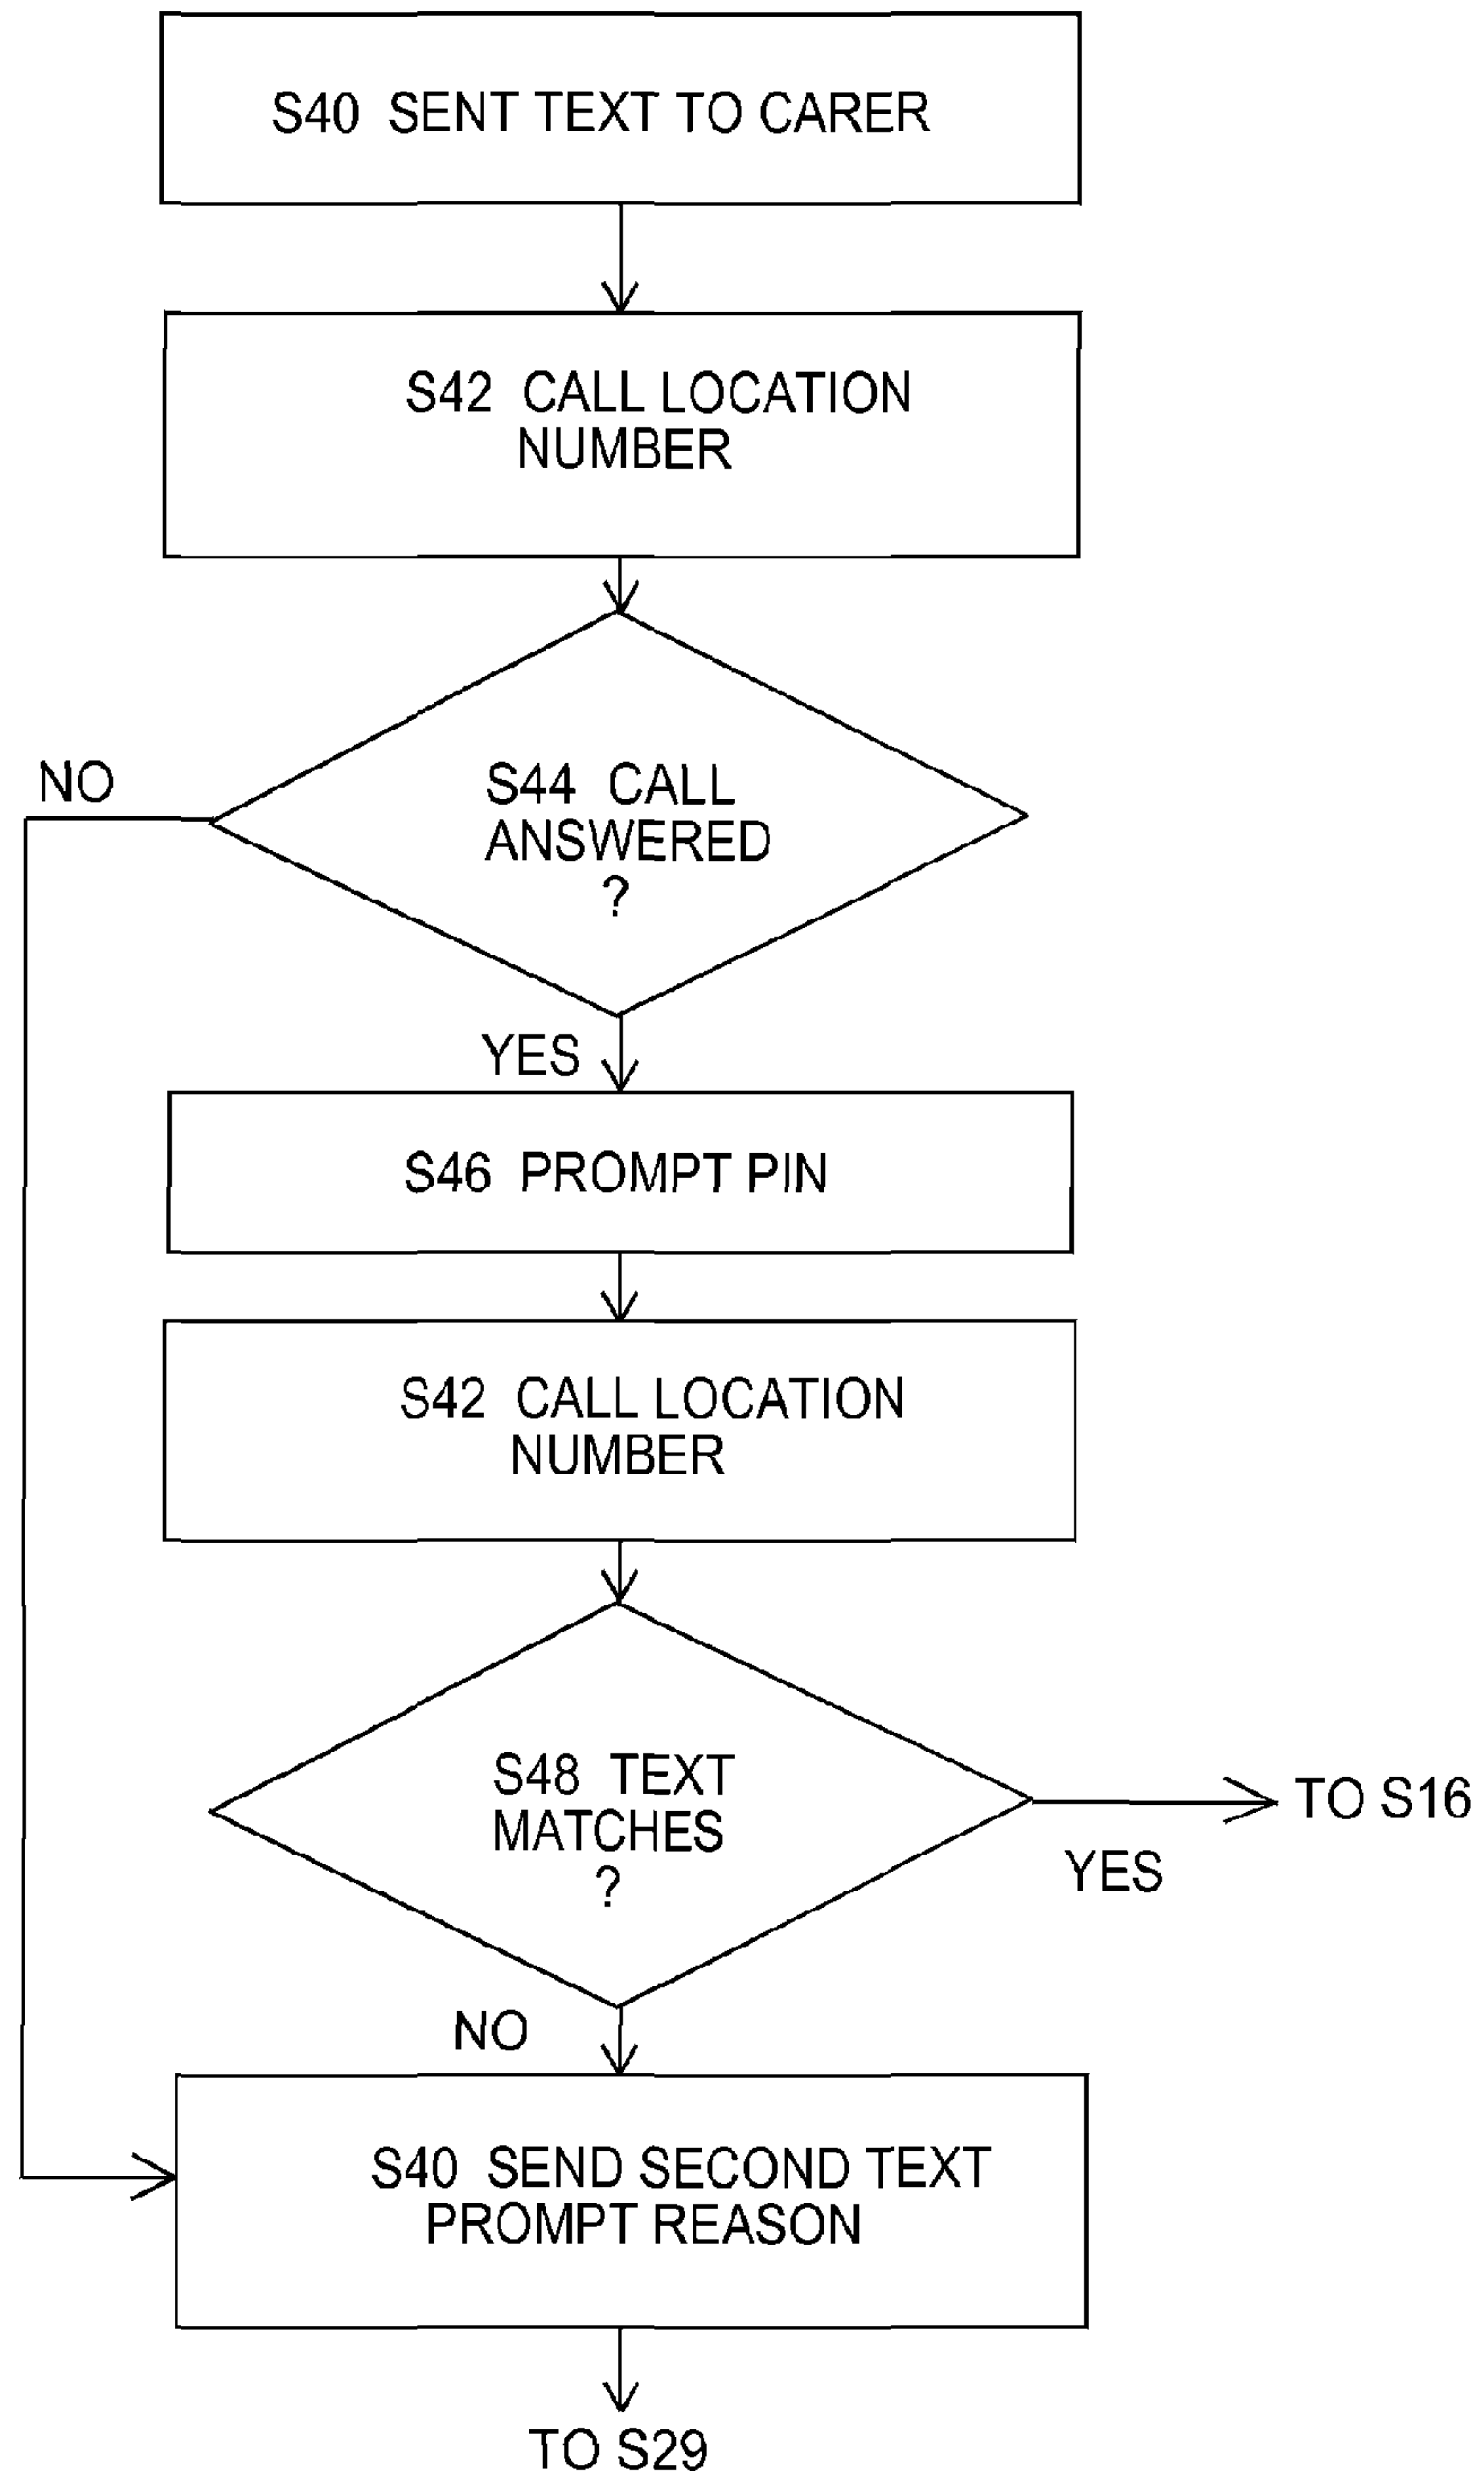 S40 SENT TEXT TO CARER
S42 CALL LOCATION
NUMBER
NO
S44 CALL
ANSWERED
?
YES
S46 PROMPT PIN
S42 CALL LOCATION
NUMBER
S48 TEXT
MATCHES
?
TO S16
YES
NO
S40 SEND SECOND TEXT
PROMPT REASON
TO S29